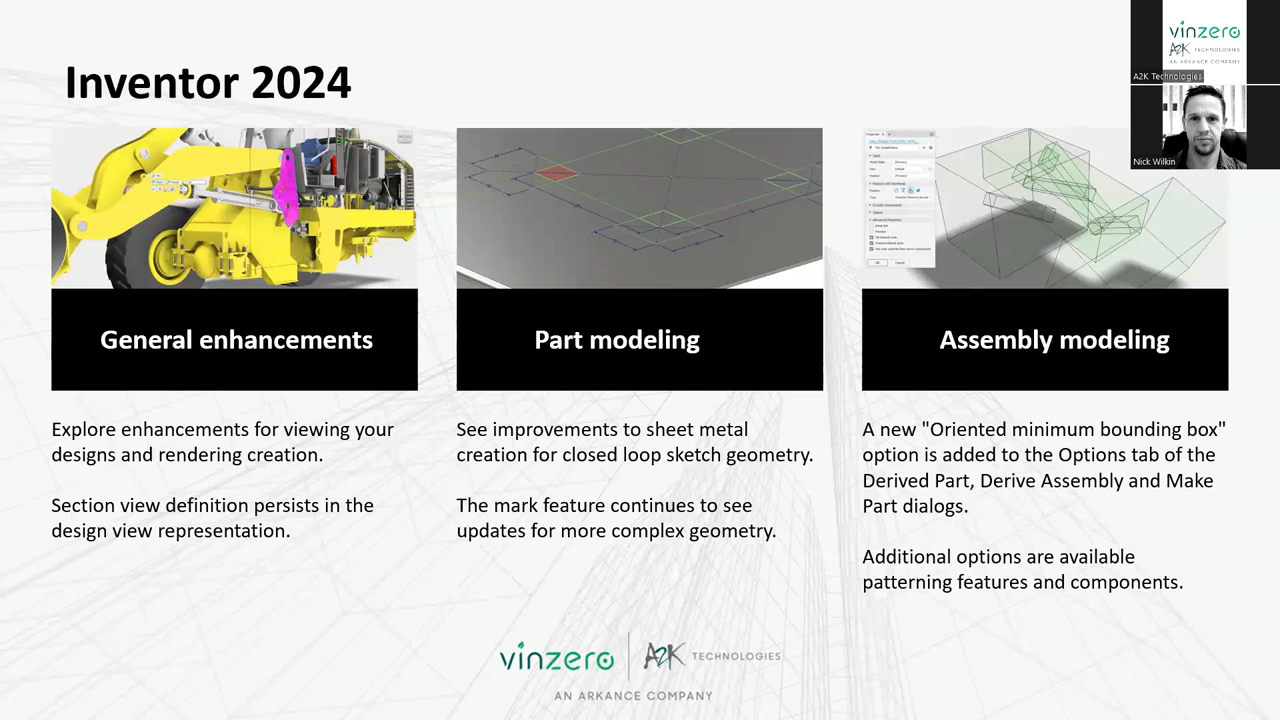 Inventor 2024
vinzero
A2K TECHNOLOGIES
AN ARKANCE COMPANY
A2K Technologies
Nick Wilkin
General enhancements
Explore enhancements for viewing your
designs and rendering creation.
Section view definition persists in the
design view representation.
Part modeling
See improvements to sheet metal
creation for closed loop sketch geometry.
The mark feature continues to see
updates for more complex geometry.
Assembly modeling
A new "Oriented minimum bounding box"
option is added to the Options tab of the
Derived Part, Derive Assembly and Make
Part dialogs.
Additional options are available
patterning features and components.
vinzero
A2K TECHNOLOGIES
AN ARKANCE COMPANY